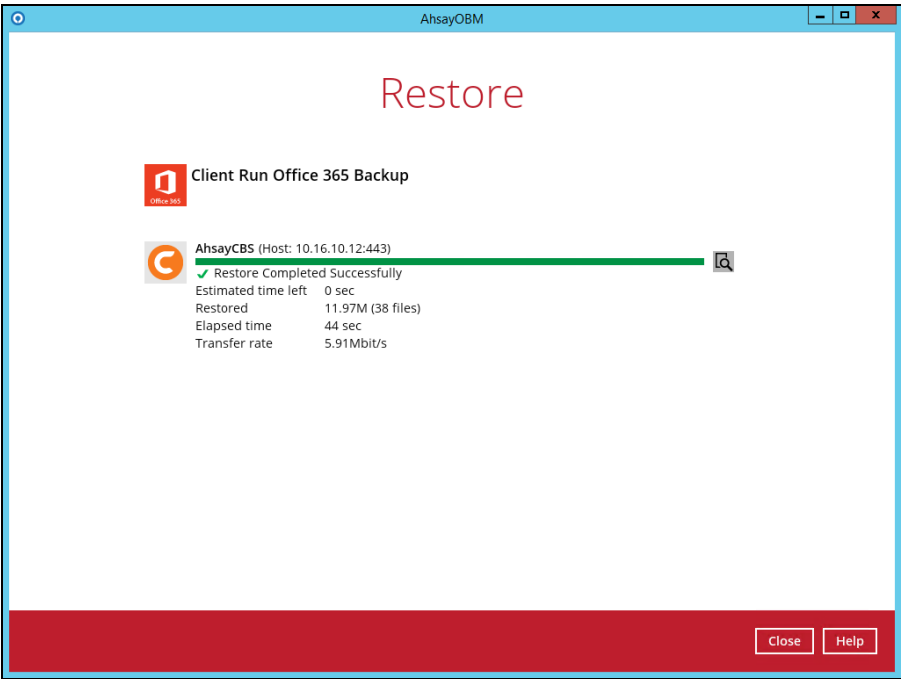 AhsayOBM
Restore
Client Run Office 365 Backup
Office 365
AhsayCBS (Host: 10.16.10.12:443)
Restore Completed Successfully
Estimated time left 0 sec
Restored 11.97M (38 files)
Elapsed time 44 sec
Transfer rate 5.91Mbit/s
Close Help